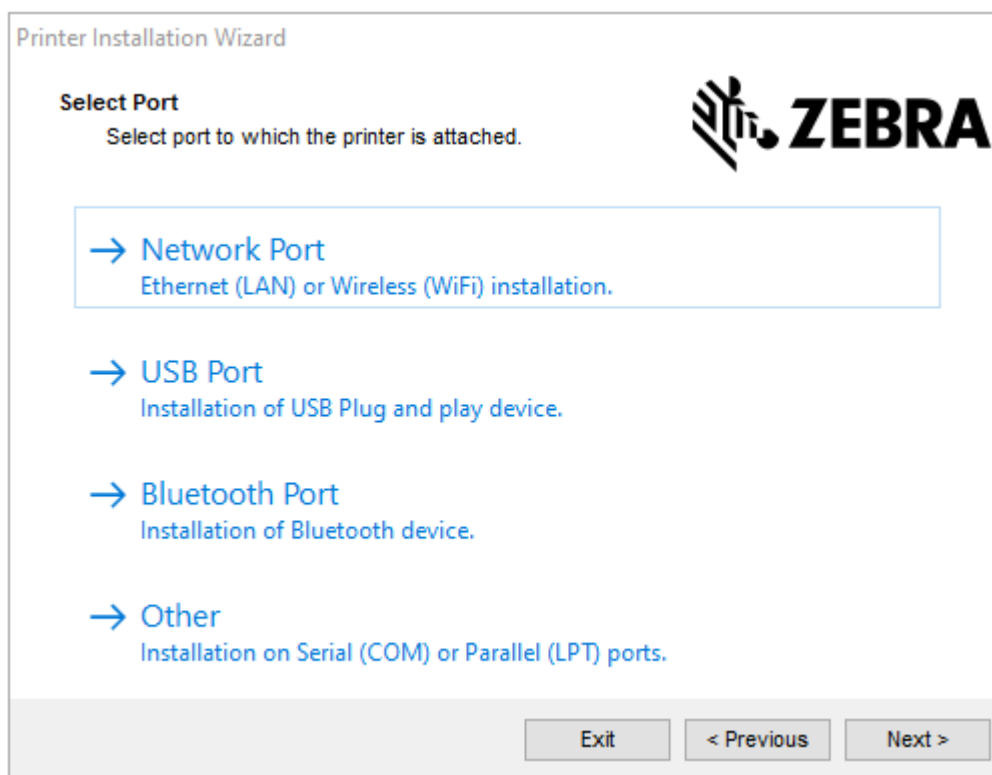 Printer Installation Wizard
Select Port
Select port to which the printer is attached.
ZEBRA
→ Network Port
Ethernet (LAN) or Wireless (WiFi) installation.
→ USB Port
Installation of USB Plug and play device.
→ Bluetooth Port
Installation of Bluetooth device.
→ Other
Installation on Serial (COM) or Parallel (LPT) ports.
Exit < Previous Next >